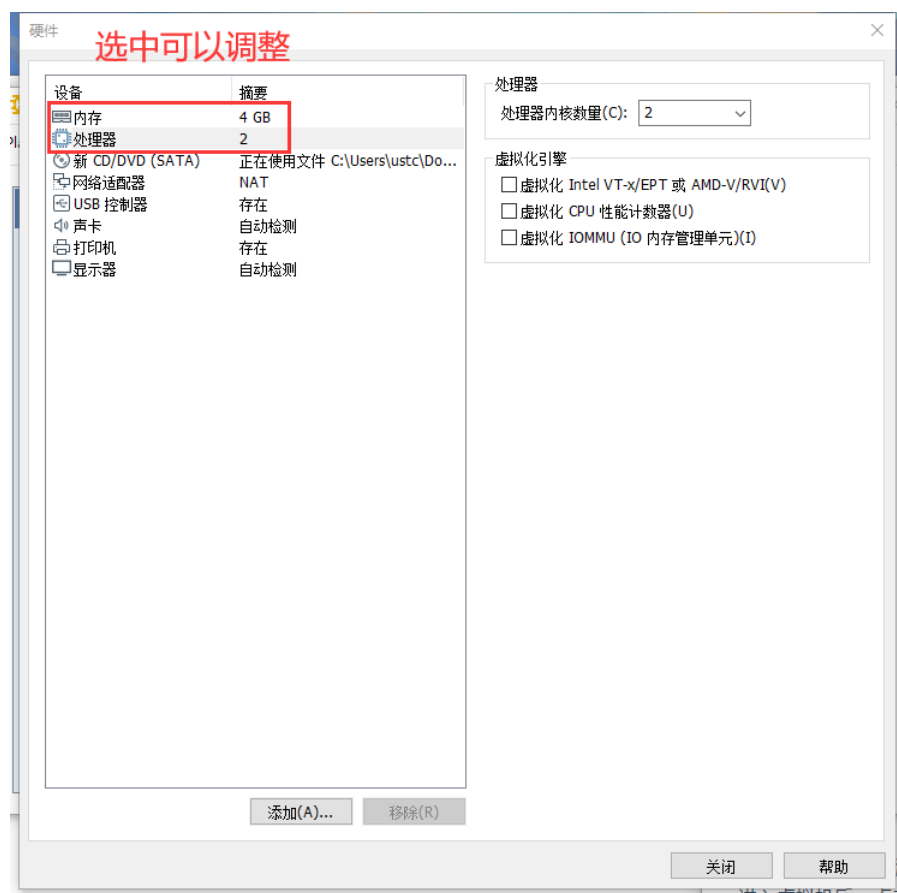 硬件
选中可以调整
设备 摘要
内存 4 GB
处理器 2
新 CD/DVD (SATA) 正在使用文件 C:\Users\ustc\Do...
网络适配器 NAT
USB 控制器 存在
声卡 自动检测
打印机 存在
显示器 自动检测
添加(A)... 移除(R)
处理器
处理器内核数量(C): 2
虚拟化引擎
虚拟化 Intel VT-x/EPT 或 AMD-V/RVI(V)
虚拟化 CPU 性能计数器(U)
虚拟化 IOMMU (IO 内存管理单元)(I)
关闭 帮助